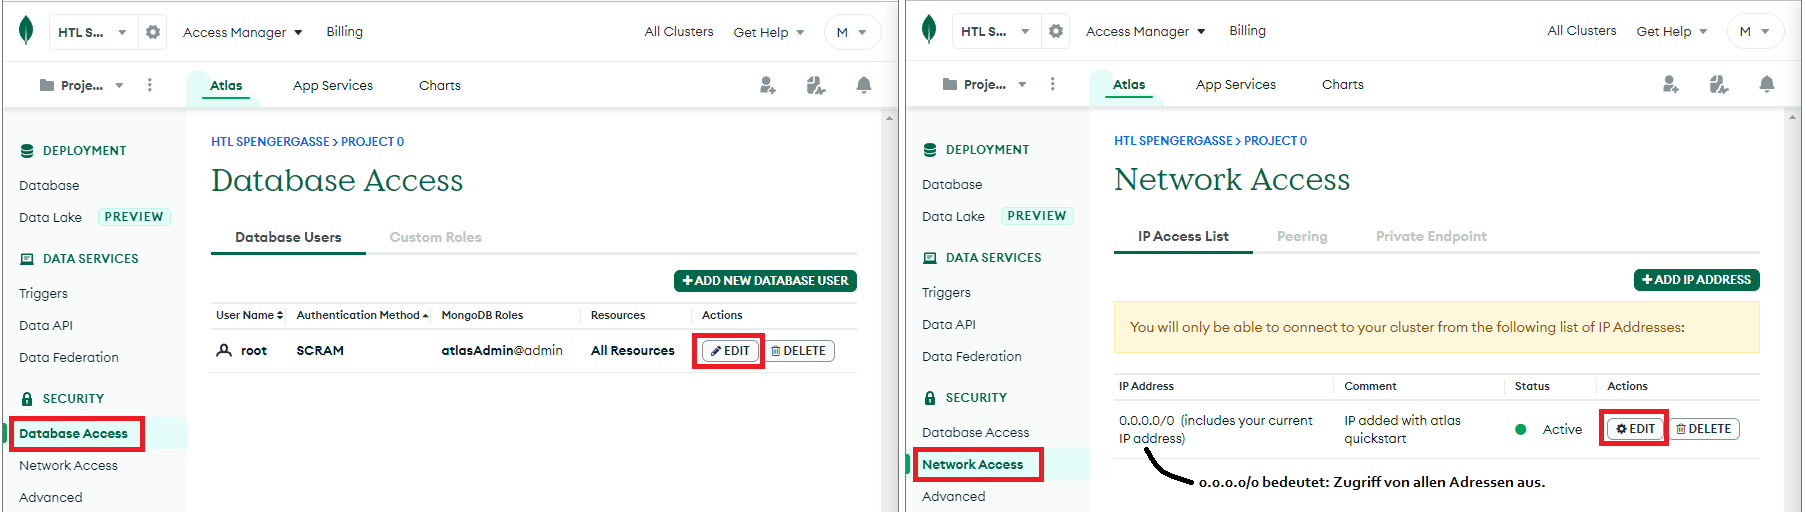 HTL S...
Access Manager
Billing
All Clusters
Get Help
M
Proje...
Atlas
App Services
Charts
DEPLOYMENT
Database
Data Lake PREVIEW
DATA SERVICES
Triggers
Data API
Data Federation
SECURITY
Database Access
Network Access
Advanced
HTL SPENGERGASSE > PROJECT 0
Database Access
Database Users
Custom Roles
+ ADD NEW DATABASE USER
User Name Authentication Method MongoDB Roles Resources Actions
root SCRAM atlasAdmin@admin All Resources EDIT DELETE
HTL S...
Access Manager
Billing
All Clusters
Get Help
M
Proje...
Atlas
App Services
Charts
DEPLOYMENT
Database
Data Lake PREVIEW
DATA SERVICES
Triggers
Data API
Data Federation
SECURITY
Database Access
Network Access
Advanced
HTL SPENGERGASSE > PROJECT 0
Network Access
IP Access List
Peering
Private Endpoint
+ ADD IP ADDRESS
You will only be able to connect to your cluster from the following list of IP Addresses:
IP Address Comment Status Actions
0.0.0.0/0 (includes your current
IP address)
IP added with atlas
quickstart
Active
EDIT DELETE
0.0.0.0/0 bedeutet: Zugriff von allen Adressen aus.